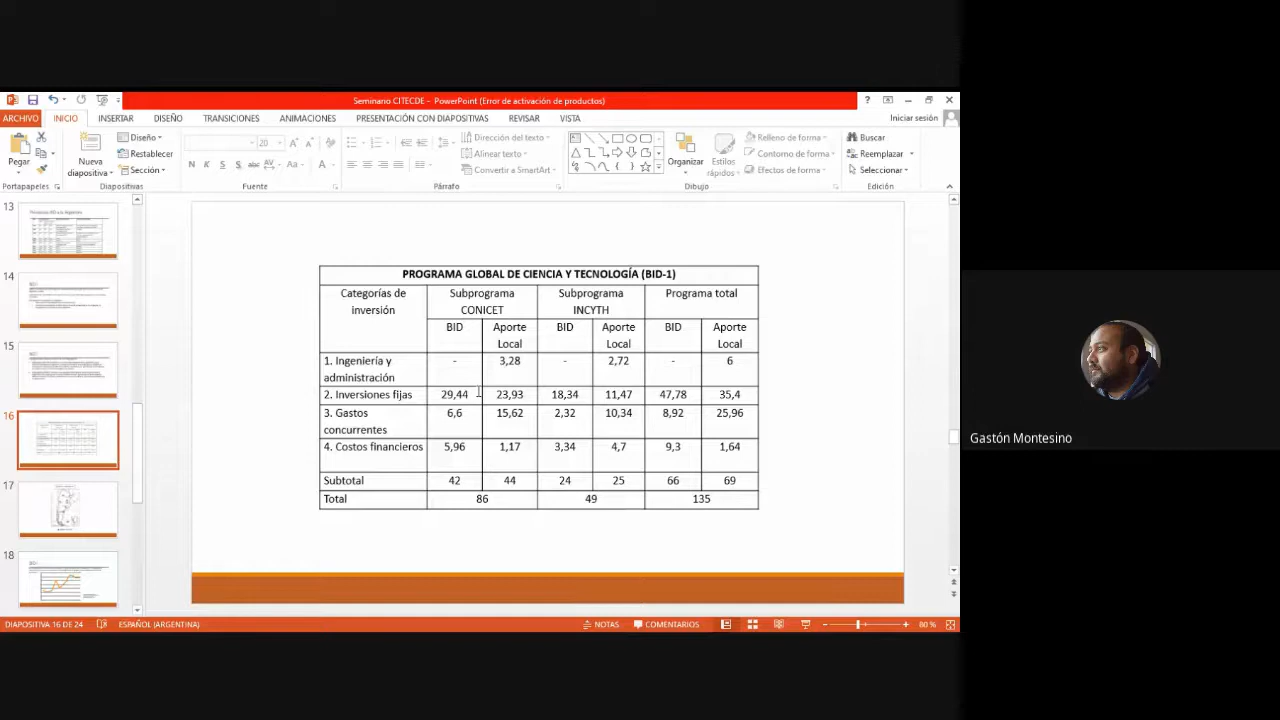 Seminario CITECDE - PowerPoint (Error de activación de productos)
ARCHIVO INICIO INSERTAR DISEÑO TRANSICIONES ANIMACIONES PRESENTACIÓN CON DIAPOSITIVAS REVISAR VISTA Iniciar sesión
Pegar
Nueva
diapositiva
Diseño
Restablecer
Sección
20
N K S S abc AV Aa A
Dirección del texto
Alinear texto
Convertir a SmartArt
Organizar
Estilos
rápidos
Relleno de forma
Contorno de forma
Efectos de forma
Buscar
Reemplazar
Seleccionar
Portapapeles Diapositivas Fuente Párrafo Dibujo Edición
13
14
15
16
17
18
PROGRAMA GLOBAL DE CIENCIA Y TECNOLOGÍA (BID-1)
Categorías de inversión Subprograma CONICET Subprograma INCYTH Programa total
BID Aporte Local BID Aporte Local BID Aporte Local
1. Ingeniería y administración - 3,28 - 2,72 - 6
2. Inversiones fijas 29,44 23,93 18,34 11,47 47,78 35,4
3. Gastos concurrentes 6,6 15,62 2,32 10,34 8,92 25,96
4. Costos financieros 5,96 1,17 3,34 4,7 9,3 1,64
Subtotal 42 44 24 25 66 69
Total 86 49 135
Gastón Montesino
DIAPOSITIVA 16 DE 24 ESPAÑOL (ARGENTINA) NOTAS COMENTARIOS 80 %